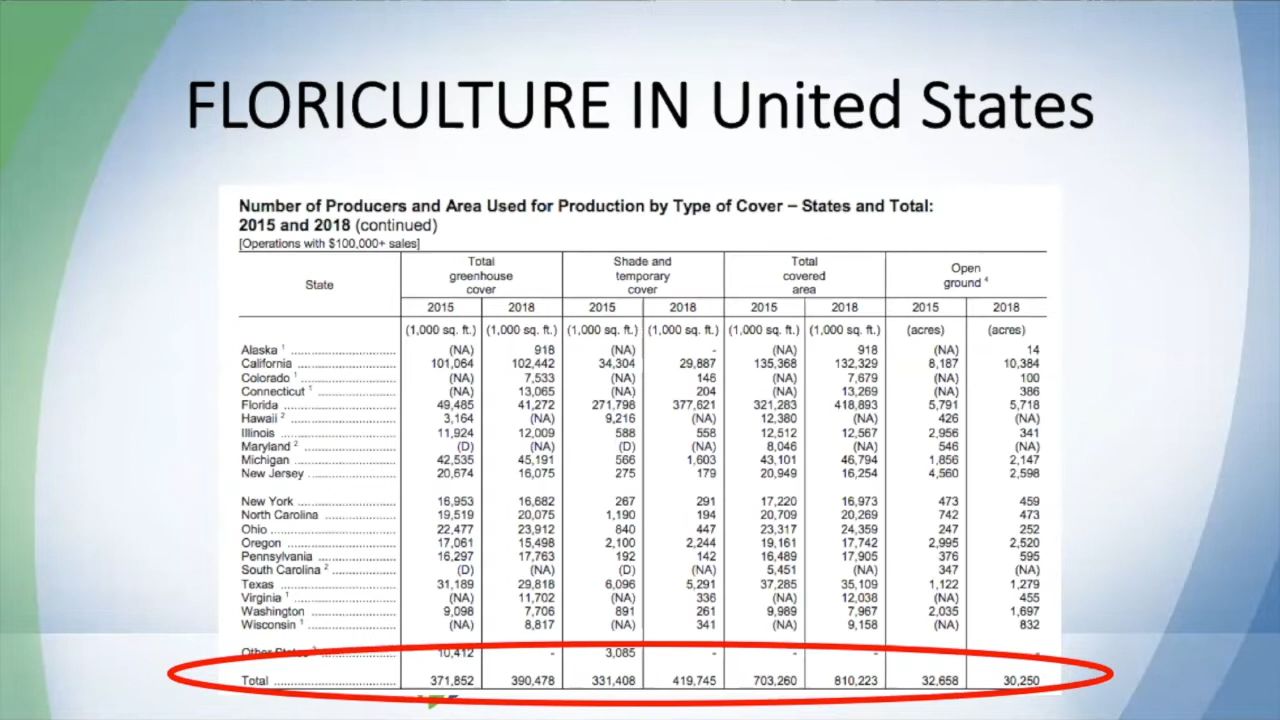 FLORICULTURE IN United States
Number of Producers and Area Used for Production by Type of Cover – States and Total:
2015 and 2018 (continued)
[Operations with $100,000+ sales]
State | Total greenhouse cover | Shade and temporary cover | Total covered area | Open ground 4
2015 2018 2015 2018 2015 2018 2015 2018
(1,000 sq. ft.) (1,000 sq. ft.) (1,000 sq. ft.) (1,000 sq. ft.) (1,000 sq. ft.) (1,000 sq. ft.) (acres) (acres)
Alaska 1 (NA) 918 (NA) - (NA) 918 (NA) 14
California 101,064 102,442 34,304 29,887 135,368 132,329 8,187 10,384
Colorado 1 (NA) 7,533 (NA) 146 (NA) 7,679 (NA) 100
Connecticut 1 (NA) 13,065 (NA) 204 (NA) 13,269 (NA) 386
Florida 49,485 41,272 271,798 377,621 321,283 418,893 5,791 5,718
Hawaii 2 3,164 (NA) 9,216 (NA) 12,380 (NA) 426 (NA)
Illinois 11,924 12,009 588 558 12,512 12,567 2,956 341
Maryland 2 (D) (NA) (D) (NA) 8,046 (NA) 546 (NA)
Michigan 42,535 45,191 566 1,603 43,101 46,794 1,856 2,147
New Jersey 20,674 16,075 275 179 20,949 16,254 4,560 2,598
New York 16,953 16,682 267 291 17,220 16,973 473 459
North Carolina 19,519 20,075 1,190 194 20,709 20,269 742 473
Ohio 22,477 23,912 840 447 23,317 24,359 247 252
Oregon 17,061 15,498 2,100 2,244 19,161 17,742 2,995 2,520
Pennsylvania 16,297 17,763 192 142 16,489 17,905 376 595
South Carolina 2 (D) (NA) (D) (NA) 5,451 (NA) 347 (NA)
Texas 31,189 29,818 6,096 5,291 37,285 35,109 1,122 1,279
Virginia 1 (NA) 11,702 (NA) 336 (NA) 12,038 (NA) 455
Washington 9,098 7,706 891 261 9,989 7,967 2,035 1,697
Wisconsin 1 (NA) 8,817 (NA) 341 (NA) 9,158 (NA) 832
Other States 3 10,412 - 3,085 - - - - -
Total 371,852 390,478 331,408 419,745 703,260 810,223 32,658 30,250